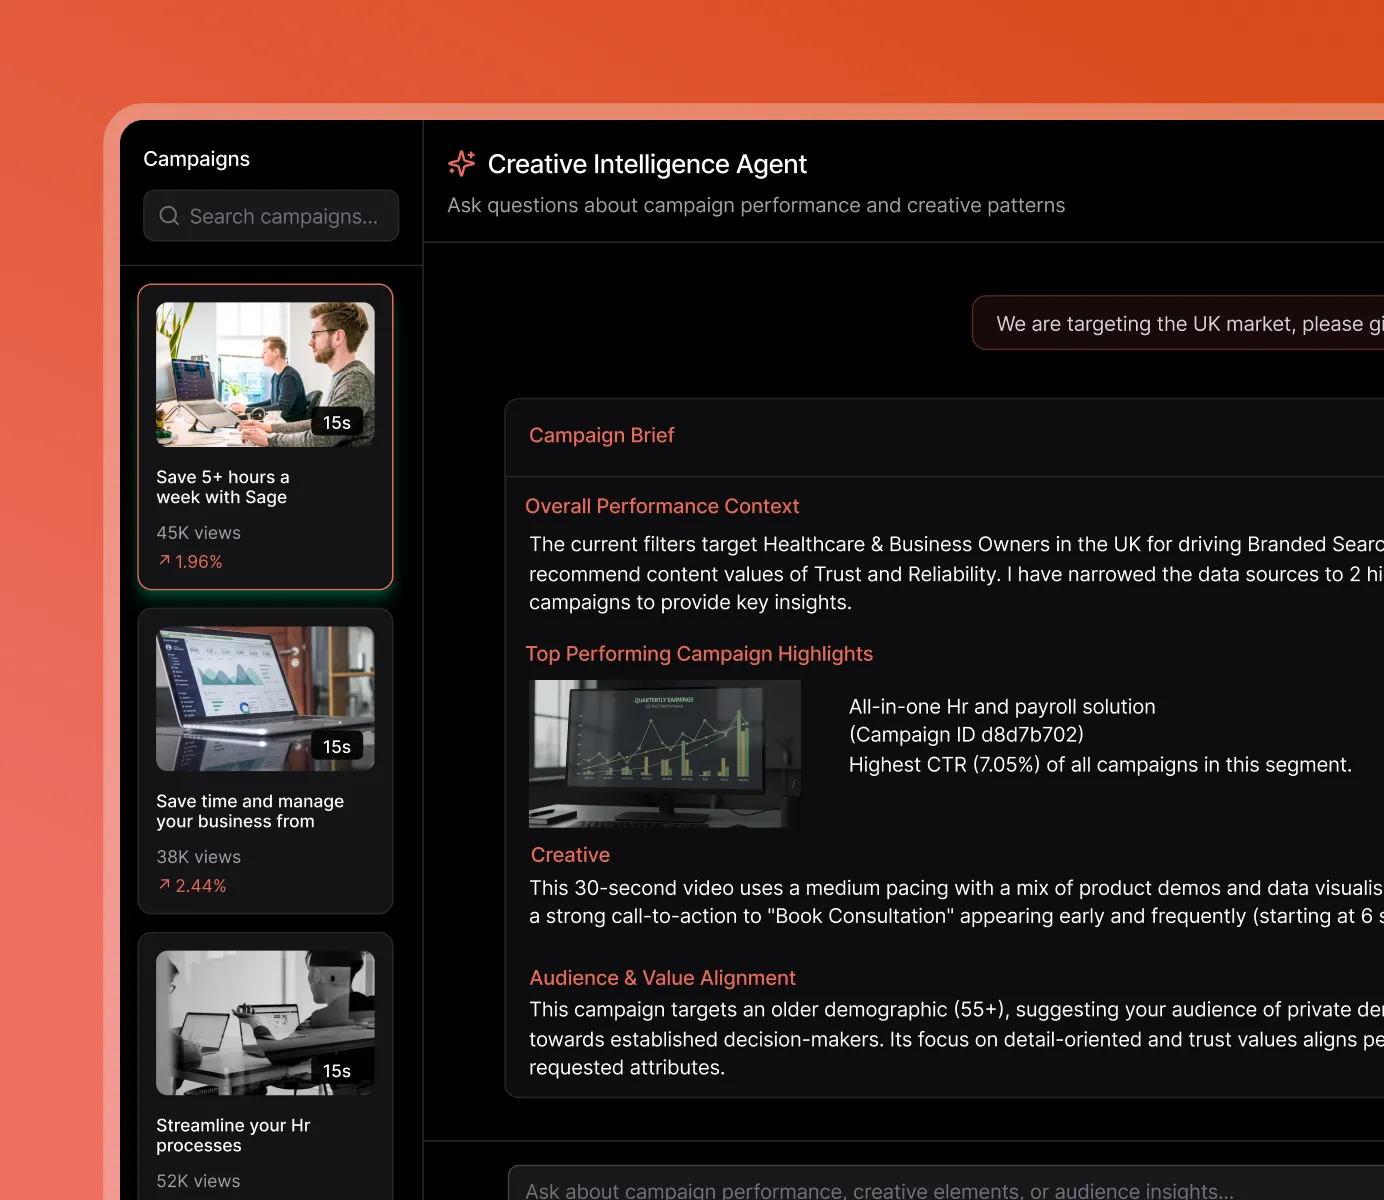 Campaigns
Search campaigns...
15s
Save 5+ hours a
week with Sage
45K views
1.96%
15s
Save time and manage
your business from
38K views
2.44%
15s
Streamline your Hr
processes
52K views
Creative Intelligence Agent
Ask questions about campaign performance and creative patterns
We are targeting the UK market, please gi
Campaign Brief
Overall Performance Context
The current filters target Healthcare & Business Owners in the UK for driving Branded Searc
recommend content values of Trust and Reliability. I have narrowed the data sources to 2 hi
campaigns to provide key insights.
Top Performing Campaign Highlights
QUARTERTLY EARNINGS
All-in-one Hr and payroll solution
(Campaign ID d8d7b702)
Highest CTR (7.05%) of all campaigns in this segment.
Creative
This 30-second video uses a medium pacing with a mix of product demos and data visualis
a strong call-to-action to "Book Consultation" appearing early and frequently (starting at 6 s
Audience & Value Alignment
This campaign targets an older demographic (55+), suggesting your audience of private der
towards established decision-makers. Its focus on detail-oriented and trust values aligns pe
requested attributes.
Ask about campaign performance, creative elements, or audience insights...